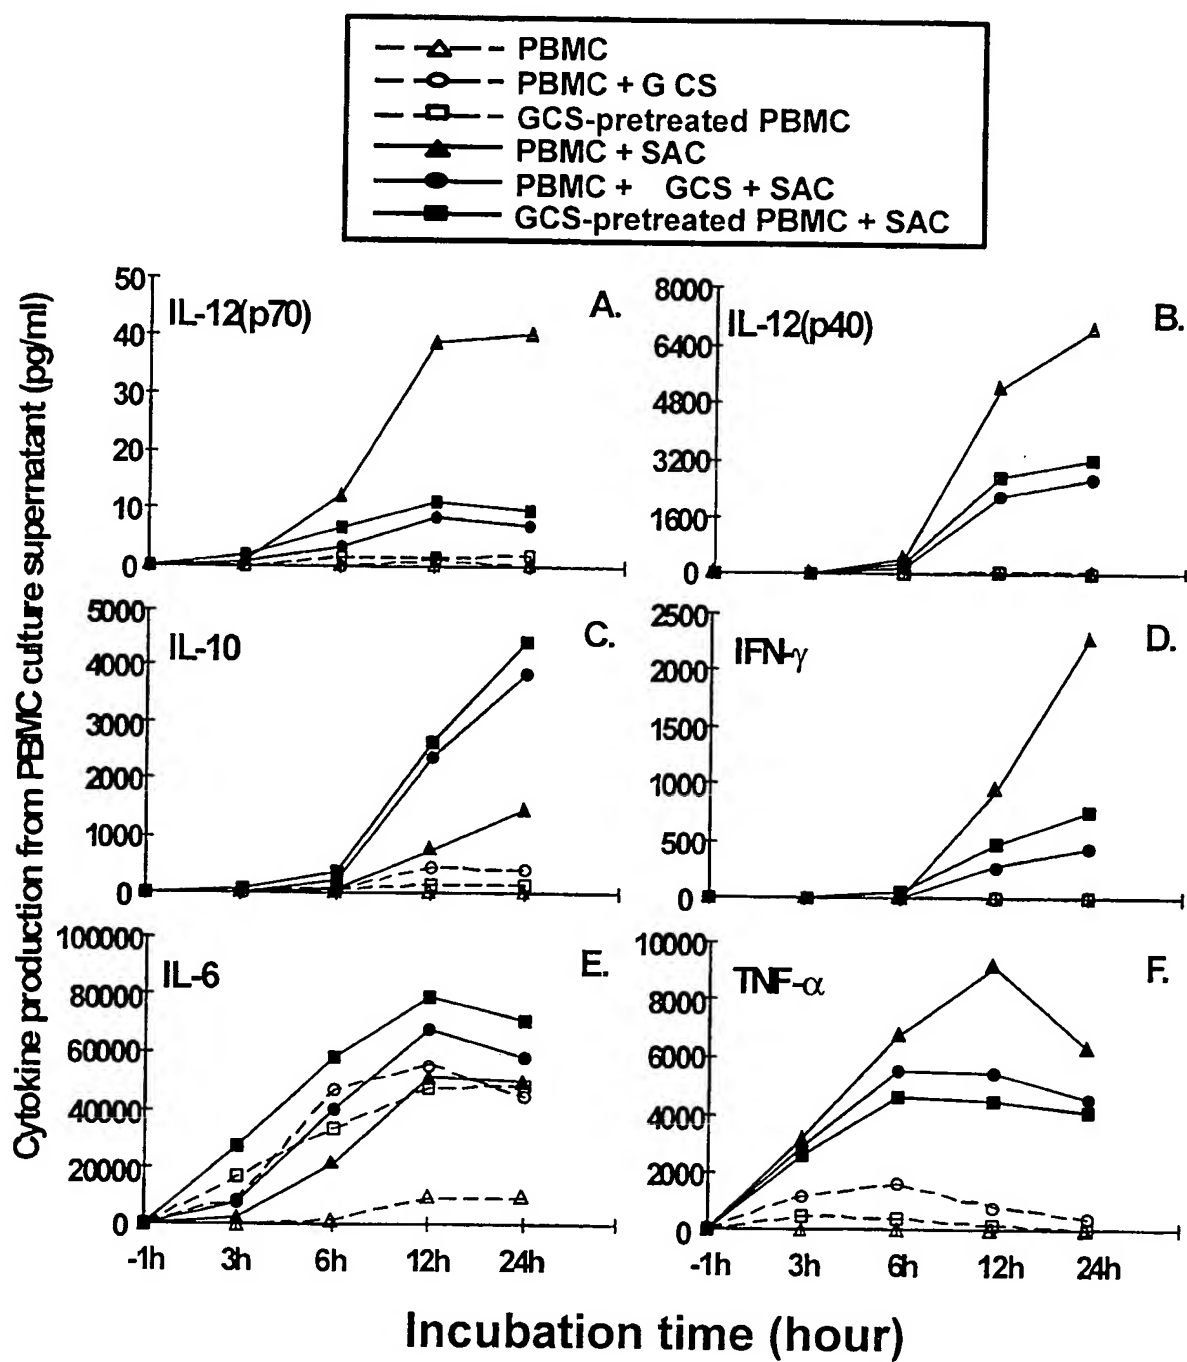 PBMC
PBMC + G CS
GCS-pretreated PBMC
PBMC + SAC
PBMC + GCS + SAC
GCS-pretreated PBMC + SAC
Cytokine production from PBMC culture supernatant (pg/ml)
IL-12(p70)
A.
50
40
30
20
10
0
IL-12(p40)
B.
8000
6400
4800
3200
1600
0
IL-10
C.
5000
4000
3000
2000
1000
0
IFN-γ
D.
2500
2000
1500
1000
500
0
IL-6
E.
100000
80000
60000
40000
20000
0
-1h 3h 6h 12h 24h
TNF-α
F.
10000
8000
6000
4000
2000
0
-1h 3h 6h 12h 24h
Incubation time (hour)